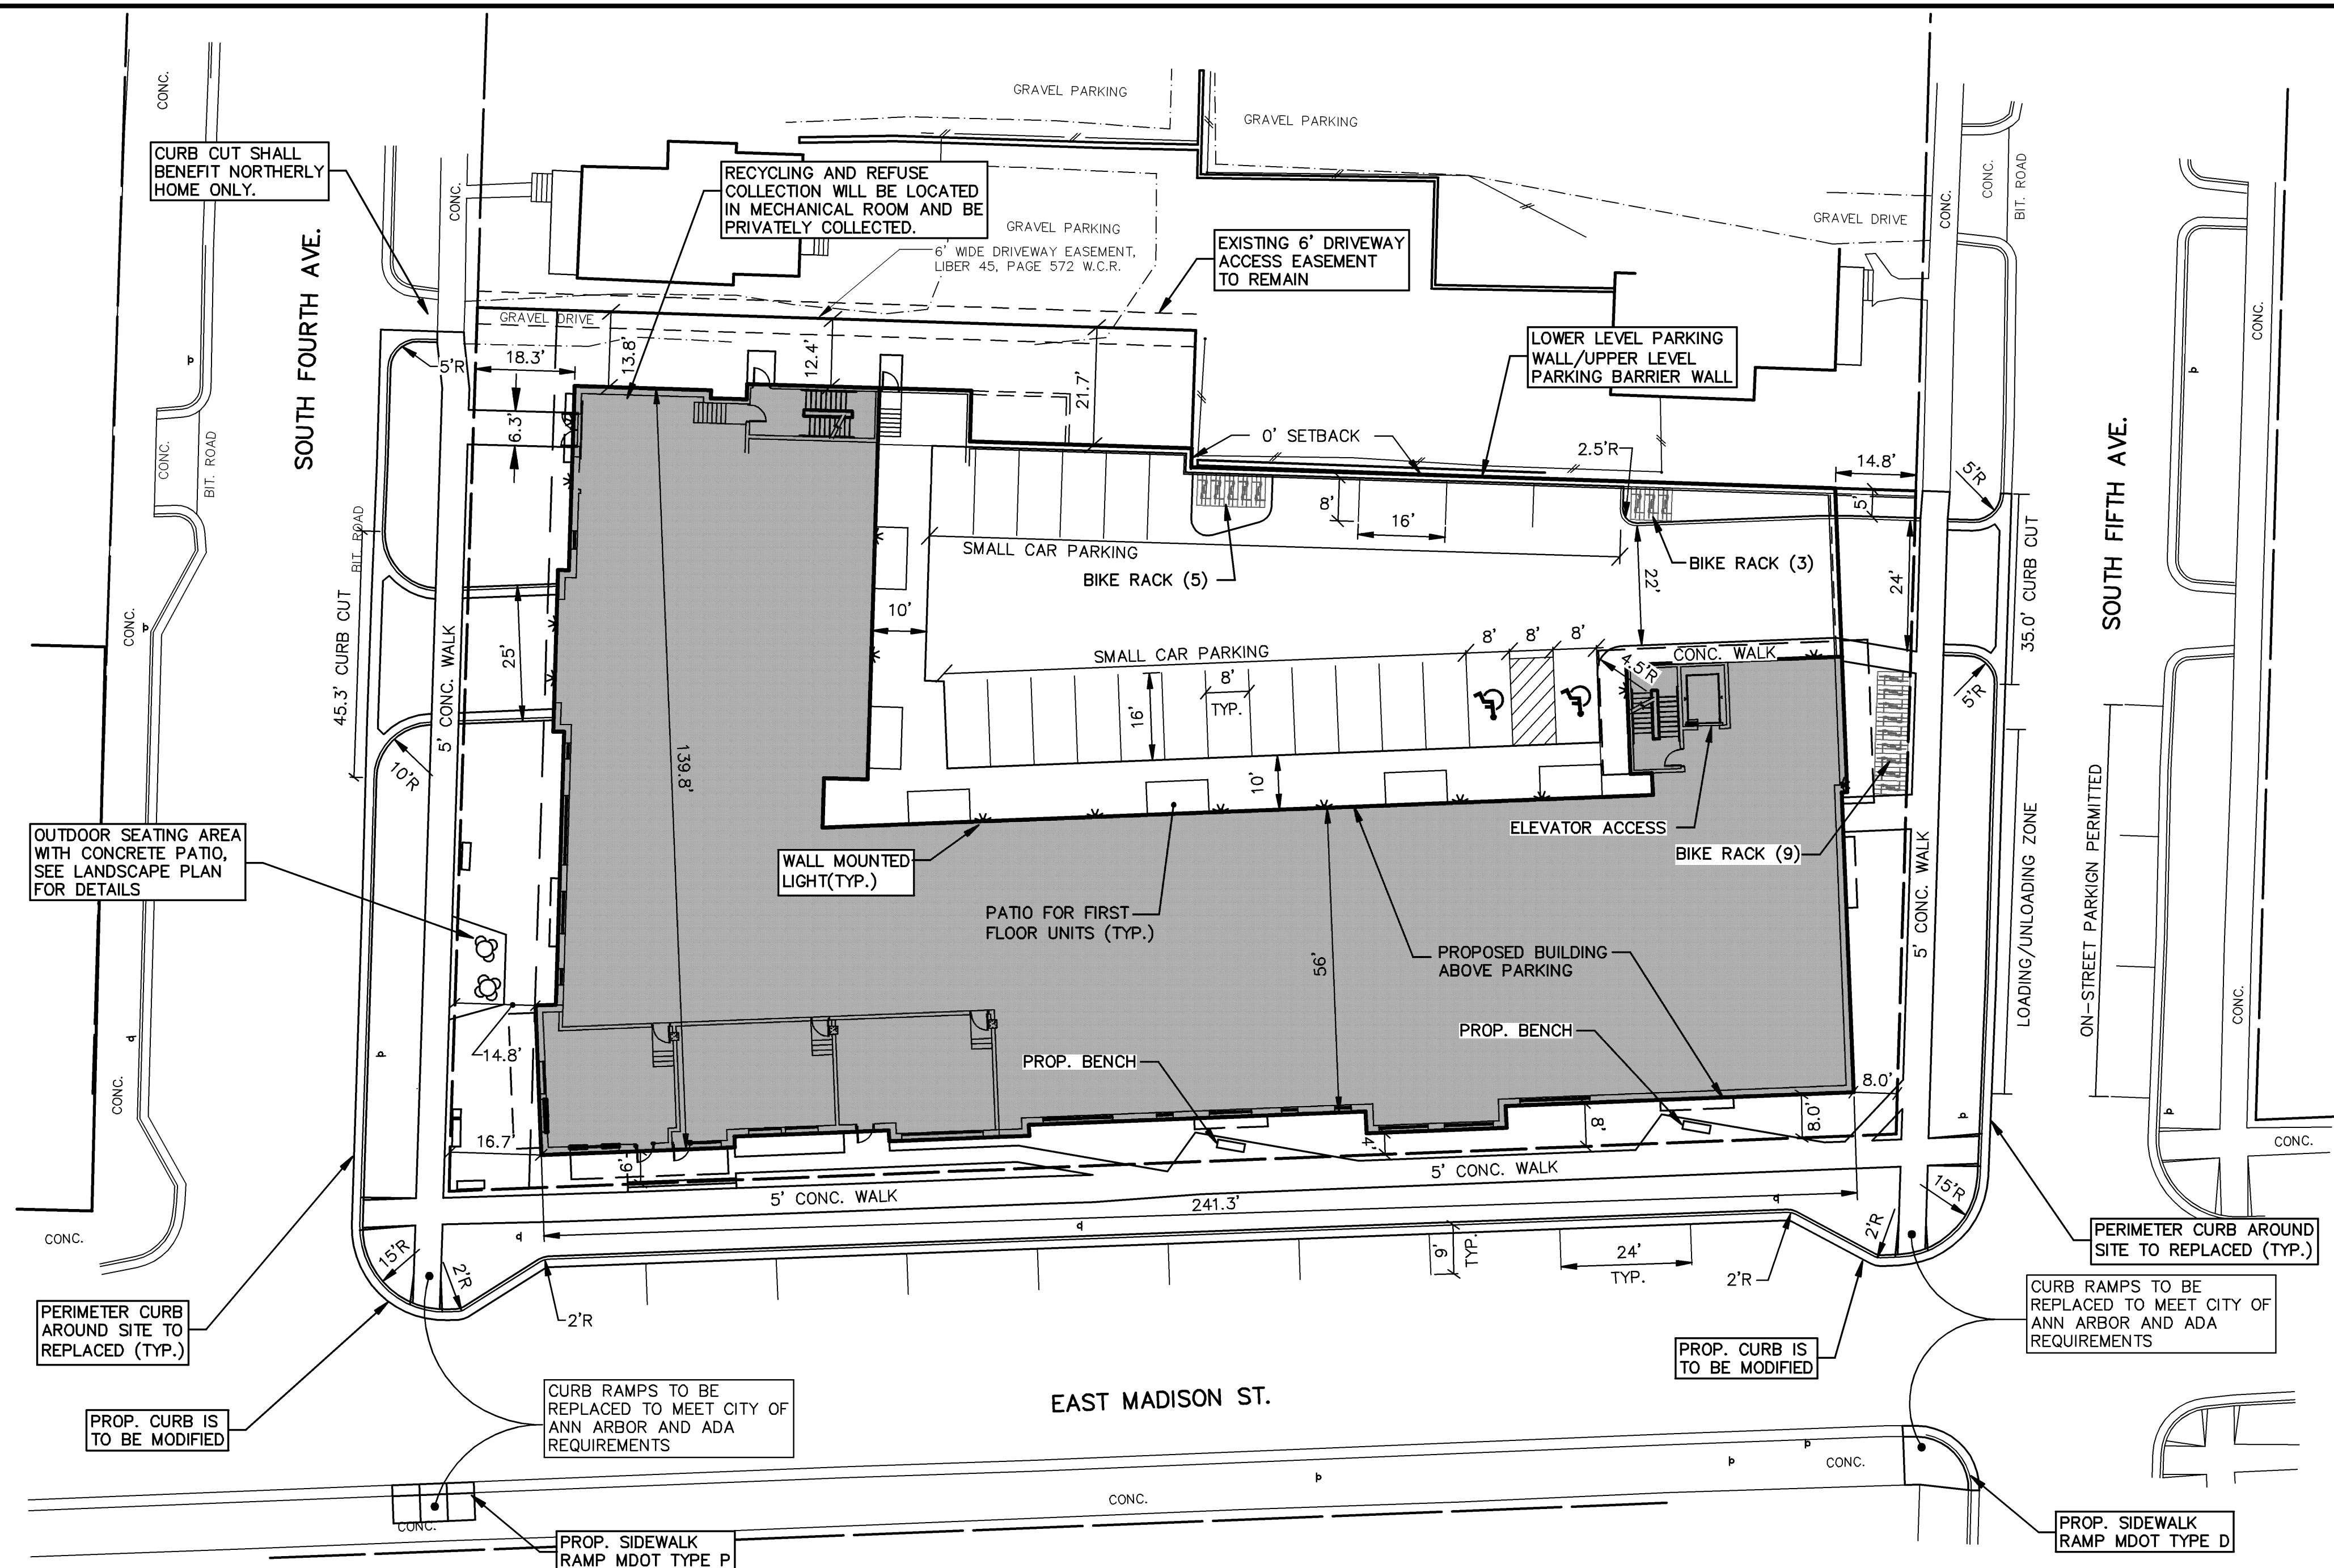 GRAVEL PARKING
GRAVEL PARKING
CONC.
CURB CUT SHALL
BENEFIT NORTHERLY
HOME ONLY.
RECYCLING AND REFUSE
COLLECTION WILL BE LOCATED
IN MECHANICAL ROOM AND BE
PRIVATELY COLLECTED.
GRAVEL PARKING
6' WIDE DRIVEWAY EASEMENT,
LIBER 45, PAGE 572 W.C.R.
EXISTING 6' DRIVEWAY
ACCESS EASEMENT
TO REMAIN
GRAVEL DRIVE
CONC.
CONC.
CONC.
BIT. ROAD
CONC.
SOUTH FOURTH AVE.
GRAVEL DRIVE
5'R
18.3'
13.8'
12.4'
21.7'
6.3'
LOWER LEVEL PARKING
WALL/UPPER LEVEL
PARKING BARRIER WALL
0' SETBACK
2.5'R
14.8'
5'R
5'
CONC.
BIT. ROAD
BIT. ROAD
8'
16'
SMALL CAR PARKING
BIKE RACK (5)
BIKE RACK (3)
22'
24'
35.0' CURB CUT
SOUTH FIFTH AVE.
CONC.
45.3' CURB CUT
25'
5' CONC. WALK
10'
SMALL CAR PARKING
8'
8'
8'
CONC. WALK
4.5'R
8'
TYP.
16'
5'R
10'R
139.8'
10'
ELEVATOR ACCESS
BIKE RACK (9)
OUTDOOR SEATING AREA
WITH CONCRETE PATIO,
SEE LANDSCAPE PLAN
FOR DETAILS
WALL MOUNTED
LIGHT(TYP.)
PATIO FOR FIRST
FLOOR UNITS (TYP.)
56'
PROPOSED BUILDING
ABOVE PARKING
5' CONC. WALK
LOADING/UNLOADING ZONE
ON-STREET PARKIGN PERMITTED
CONC.
CONC.
14.8'
PROP. BENCH
PROP. BENCH
8.0'
8.0'
8'
4'
16.7'
6'
5' CONC. WALK
5' CONC. WALK
241.3'
CONC.
CONC.
15'R
2'R
2'R
9'
TYP.
24'
TYP.
2'R
2'R
15'R
PERIMETER CURB AROUND
SITE TO REPLACED (TYP.)
PERIMETER CURB
AROUND SITE TO
REPLACED (TYP.)
CURB RAMPS TO BE
REPLACED TO MEET CITY OF
ANN ARBOR AND ADA
REQUIREMENTS
PROP. CURB IS
TO BE MODIFIED
PROP. CURB IS
TO BE MODIFIED
CURB RAMPS TO BE
REPLACED TO MEET CITY OF
ANN ARBOR AND ADA
REQUIREMENTS
EAST MADISON ST.
CONC.
CONC.
CONC.
PROP. SIDEWALK
RAMP MDOT TYPE P
PROP. SIDEWALK
RAMP MDOT TYPE D